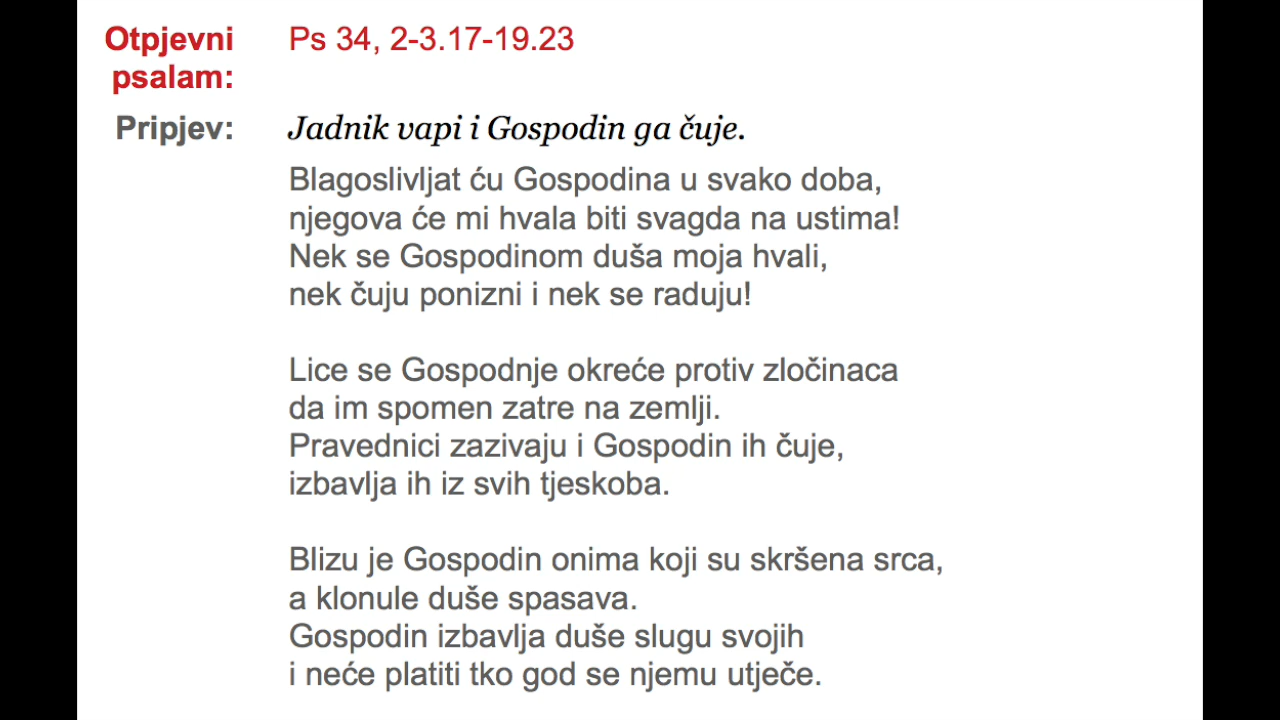 Otpjevni psalam:
Ps 34, 2-3.17-19.23
Pripjev:
Jadnik vapi i Gospodin ga čuje.
Blagoslivljat ću Gospodina u svako doba,
njegova će mi hvala biti svagda na ustima!
Nek se Gospodinom duša moja hvali,
nek čuju ponizni i nek se raduju!
Lice se Gospodnje okreće protiv zločinaca
da im spomen zatre na zemlji.
Pravednici zazivaju i Gospodin ih čuje,
izbavlja ih iz svih tjeskoba.
Blizu je Gospodin onima koji su skršena srca,
a klonule duše spasava.
Gospodin izbavlja duše slugu svojih
i neće platiti tko god se njemu utječe.